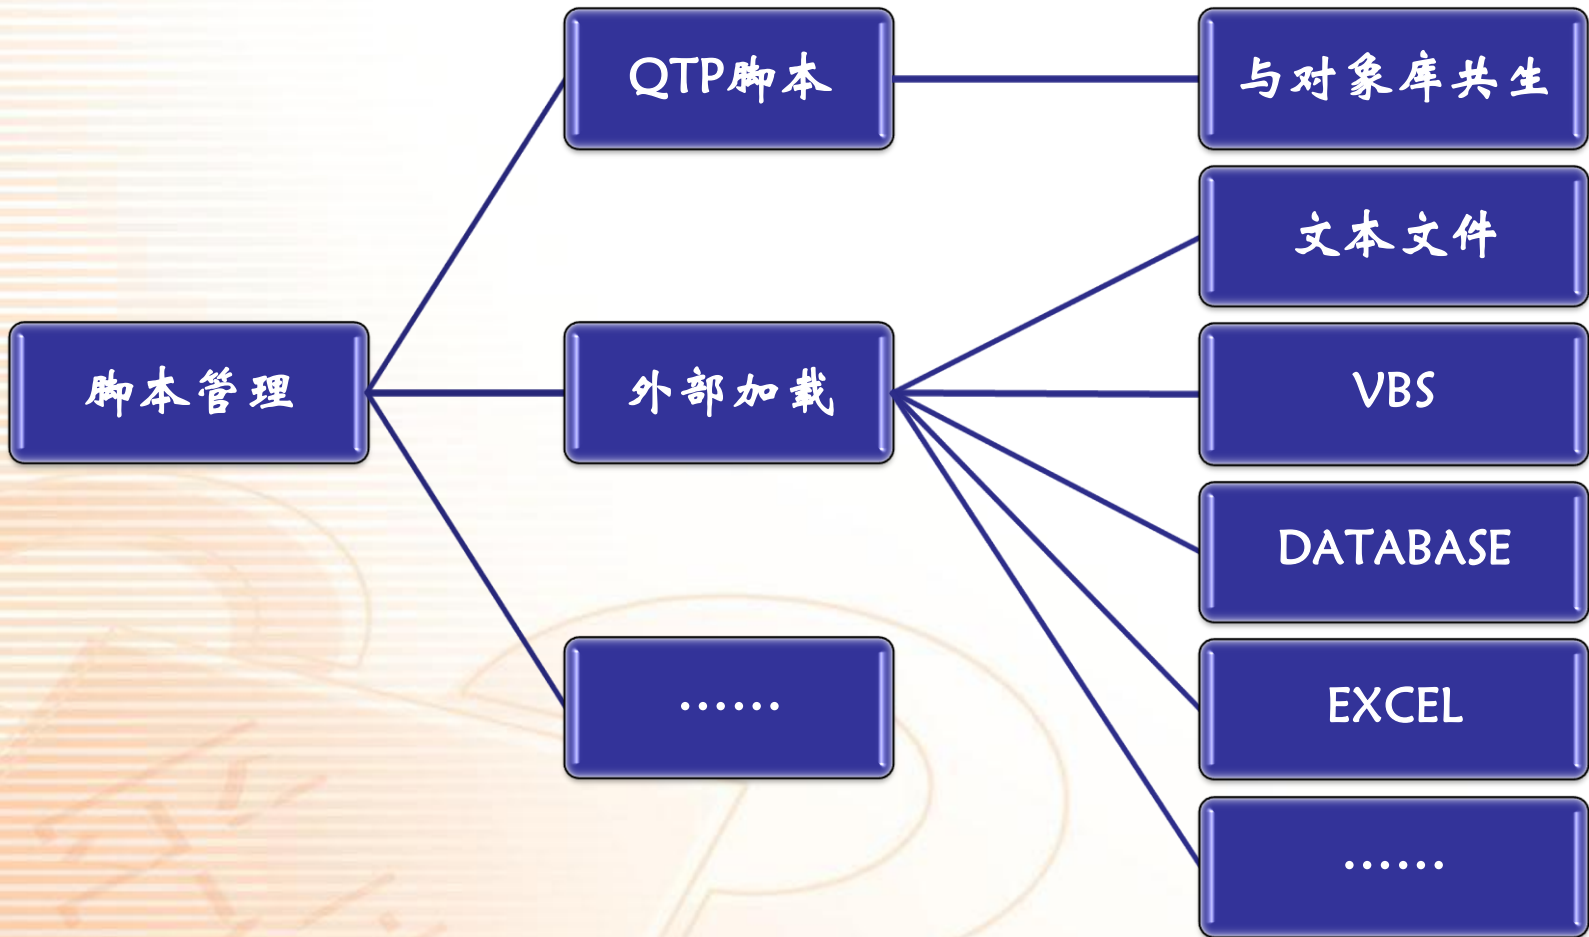 脚本管理
QTP脚本
外部加载
……
与对象库共生
文本文件
VBS
DATABASE
EXCEL
……